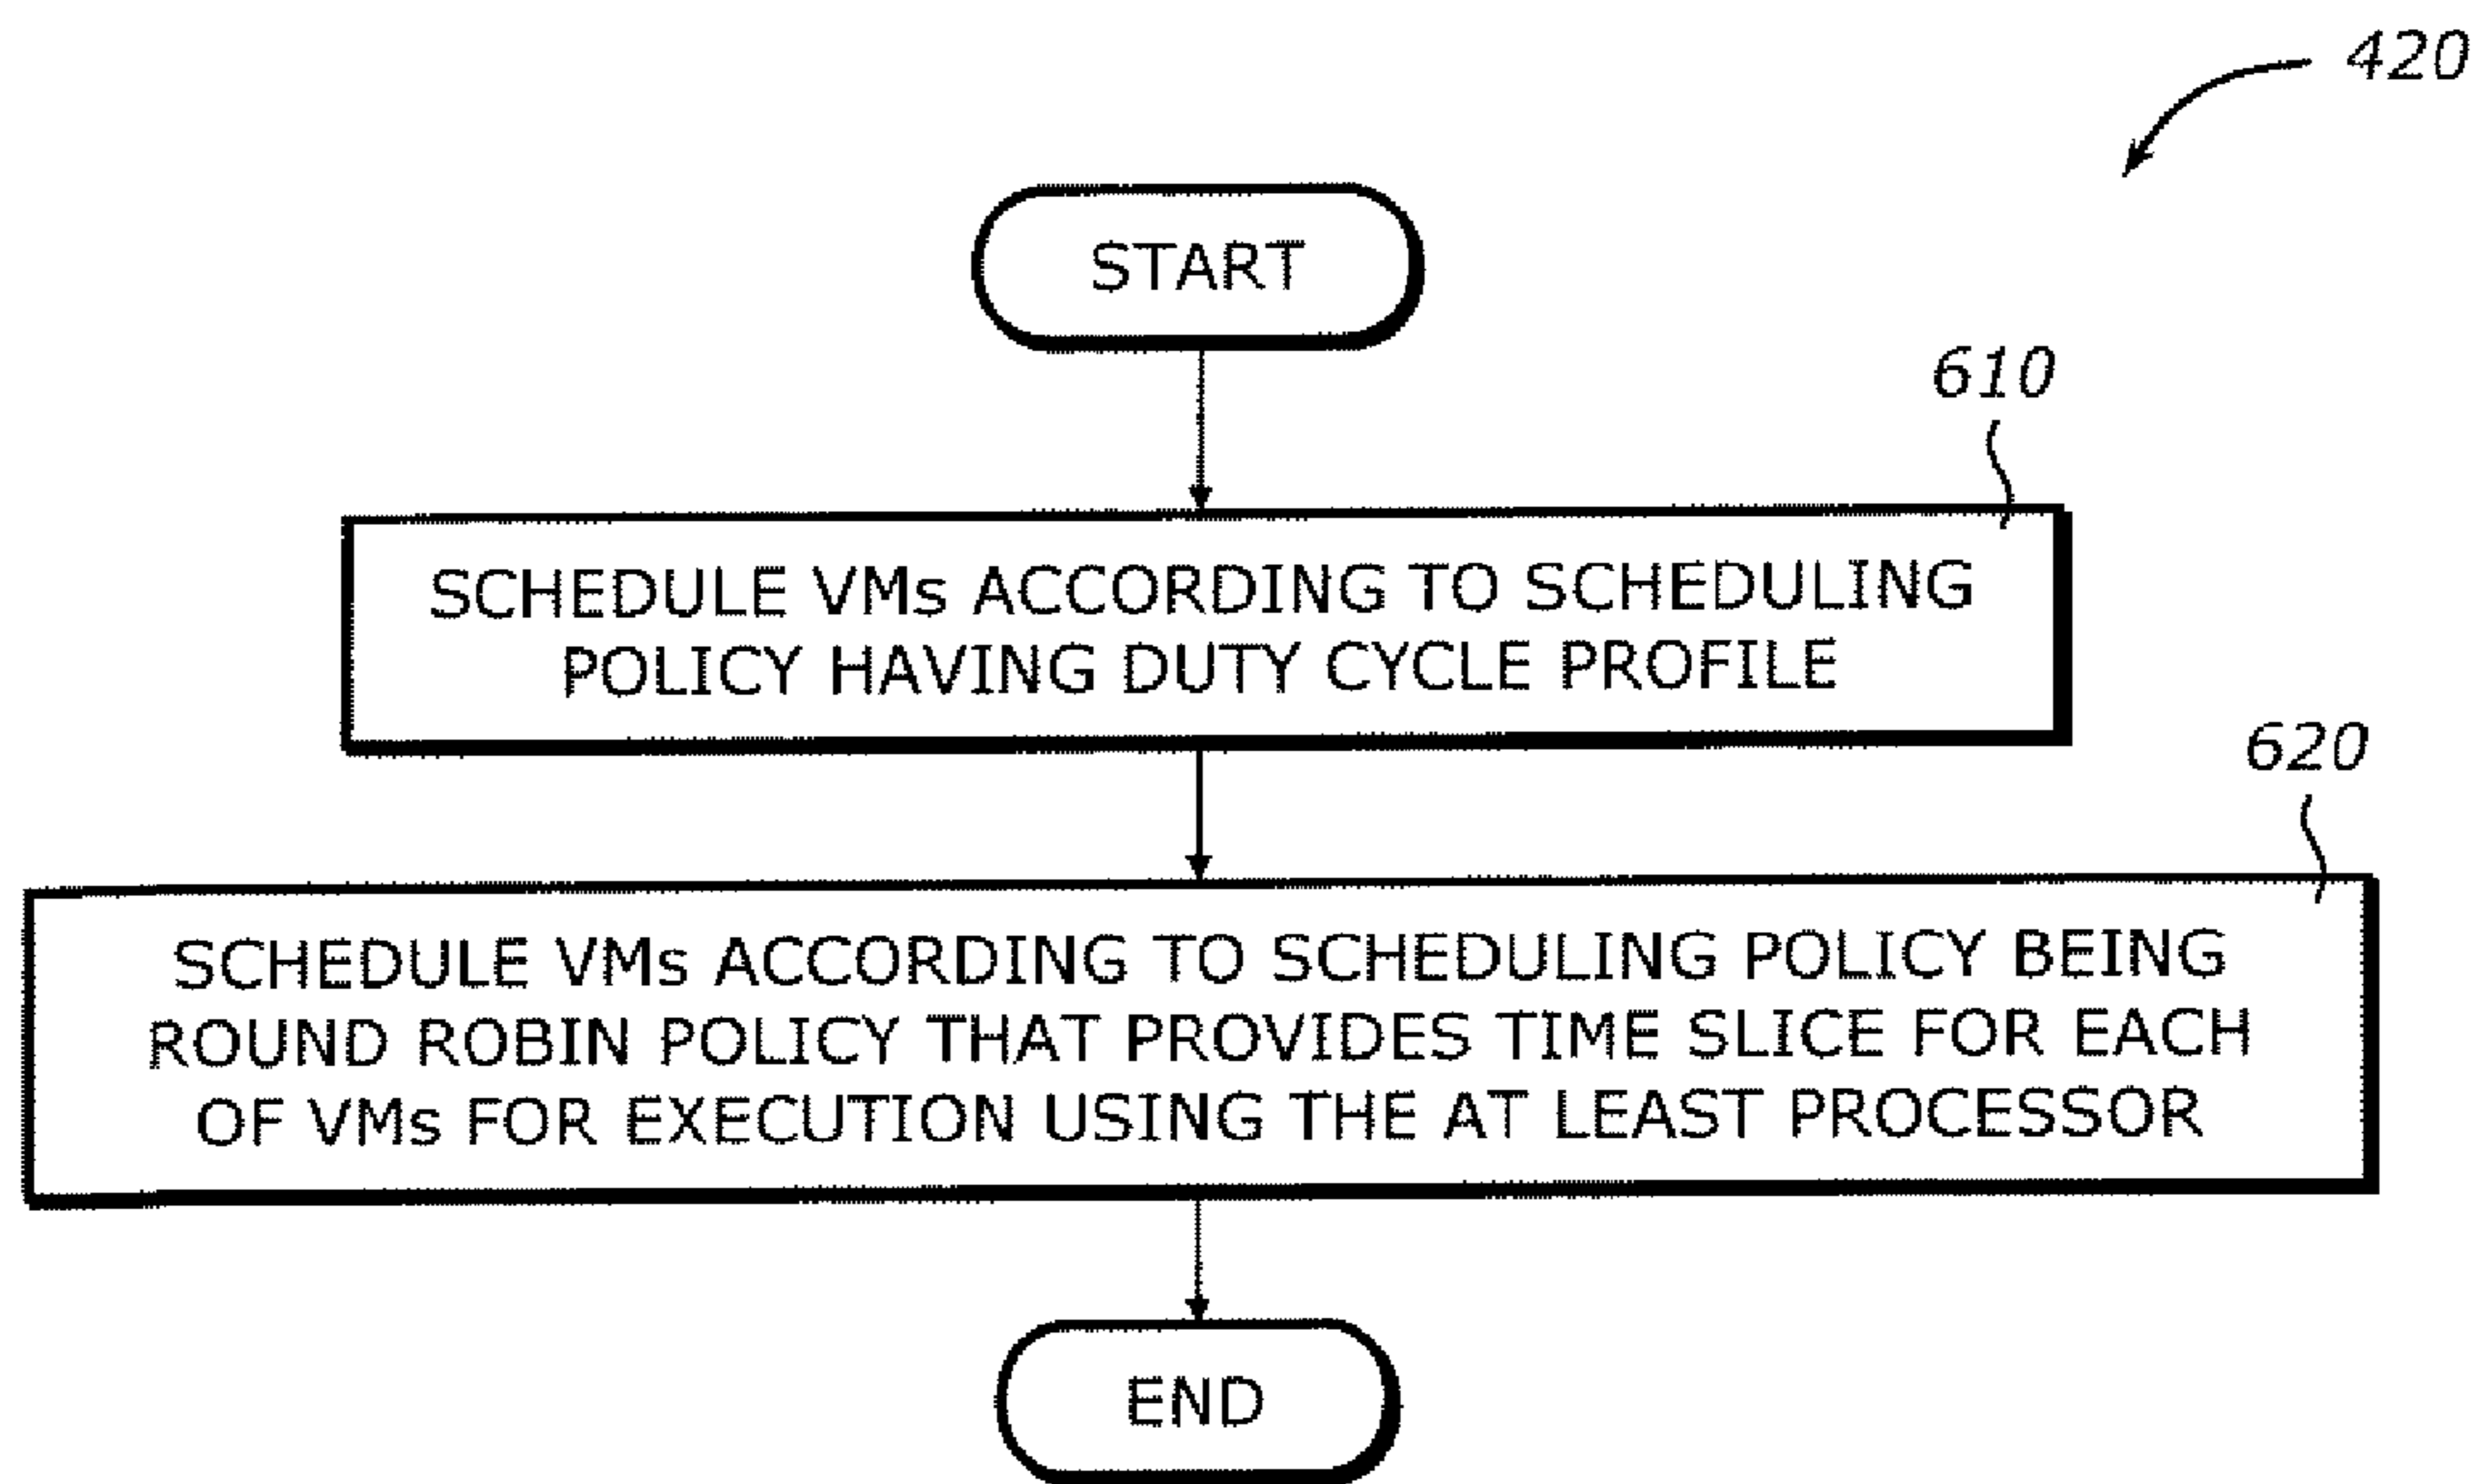 420
START
610
SCHEDULE VMs ACCORDING TO SCHEDULING
POLICY HAVING DUTY CYCLE PROFILE
620
SCHEDULE VMs ACCORDING TO SCHEDULING POLICY BEING
ROUND ROBIN POLICY THAT PROVIDES TIME SLICE FOR EACH
OF VMs FOR EXECUTION USING THE AT LEAST PROCESSOR
END